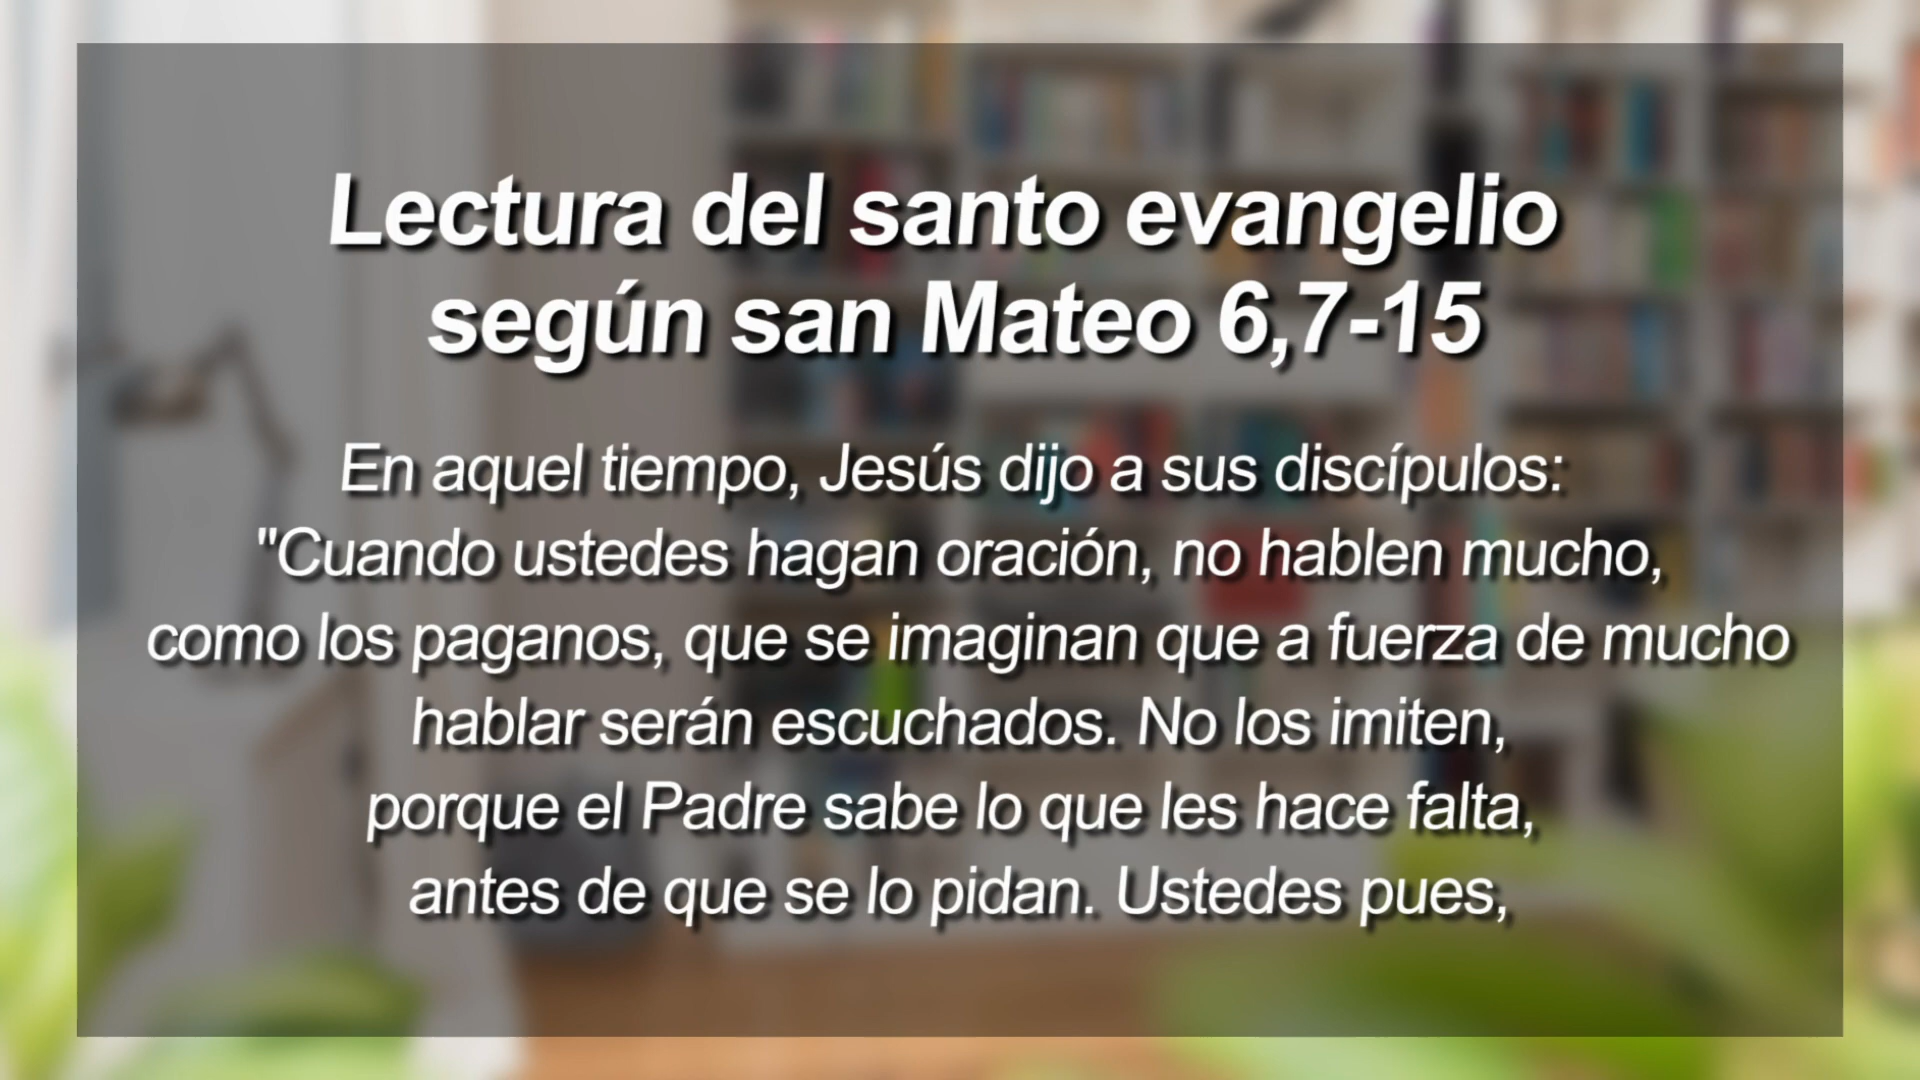 Lectura del santo evangelio
según san Mateo 6,7-15
En aquel tiempo, Jesús dijo a sus discípulos:
"Cuando ustedes hagan oración, no hablen mucho,
como los paganos, que se imaginan que a fuerza de mucho
hablar serán escuchados. No los imiten,
porque el Padre sabe lo que les hace falta,
antes de que se lo pidan. Ustedes pues,